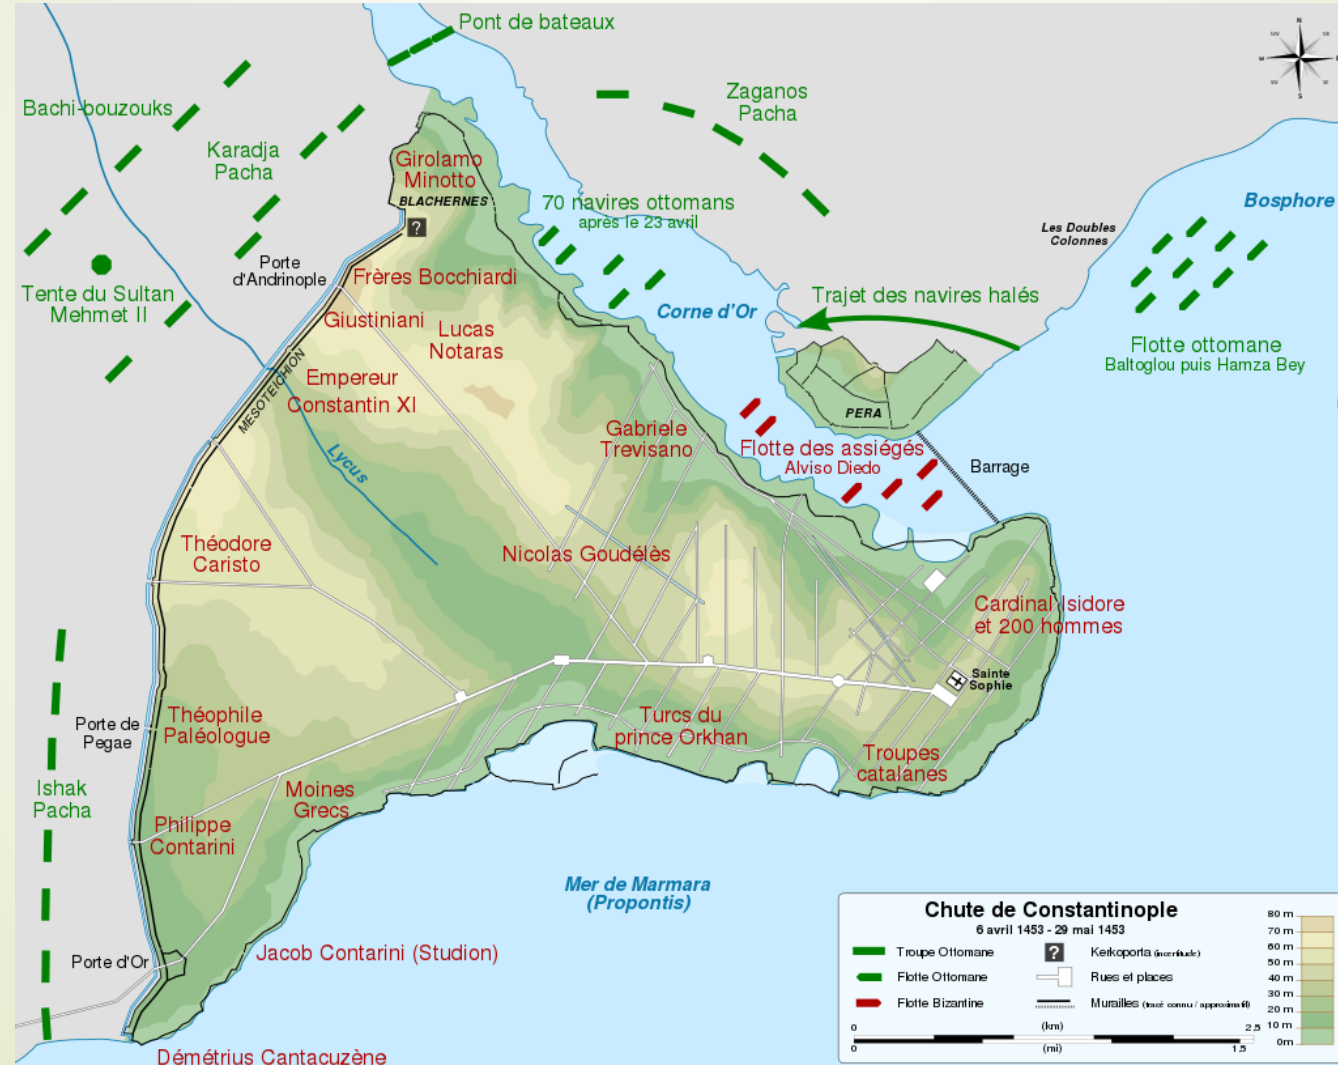 Pont de bateaux
Bachi-bouzouks
Karadja
Pacha
Zaganos
Pacha
Girolamo
Minotto
BLACHERNES
?
70 navires ottomans
après le 23 avril
Bosphore
Les Doubles
Colonnes
Porte
d'Andrinople
Tente du Sultan
Mehmet II
Frères Bocchiardi
Giustiniani
Lucas
Notaras
Corne d'Or
Trajet des navires halés
Flotte ottomane
Baltoglou puis Hamza Bey
MESOTEICHION
Empereur
Constantin XI
PERA
Gabriele
Trevisano
Flotte des assiégés
Alviso Diedo
Barrage
Lycus
Théodore
Caristo
Nicolas Goudélès
Cardinal Isidore
et 200 hommes
Sainte
Sophie
Porte de
Pegae
Théophile
Paléologue
Turcs du
prince Orkhan
Troupes
catalanes
Ishak
Pacha
Moines
Grecs
Philippe
Contarini
Mer de Marmara
(Propontis)
Porte d'Or
Jacob Contarini (Studion)
Démétrius Cantacuzène
N
S
Chute de Constantinople
6 avril 1453 - 29 mai 1453
Troupe Ottomane
Flotte Ottomane
Flotte Bizantine
? Kerkoporta (incertitude)
Rues et places
Murailles (tracé connu / approximatif)
0 (km) 2,5
0 (mi) 1,5
80 m
70 m
60 m
50 m
40 m
30 m
20 m
10 m
0m